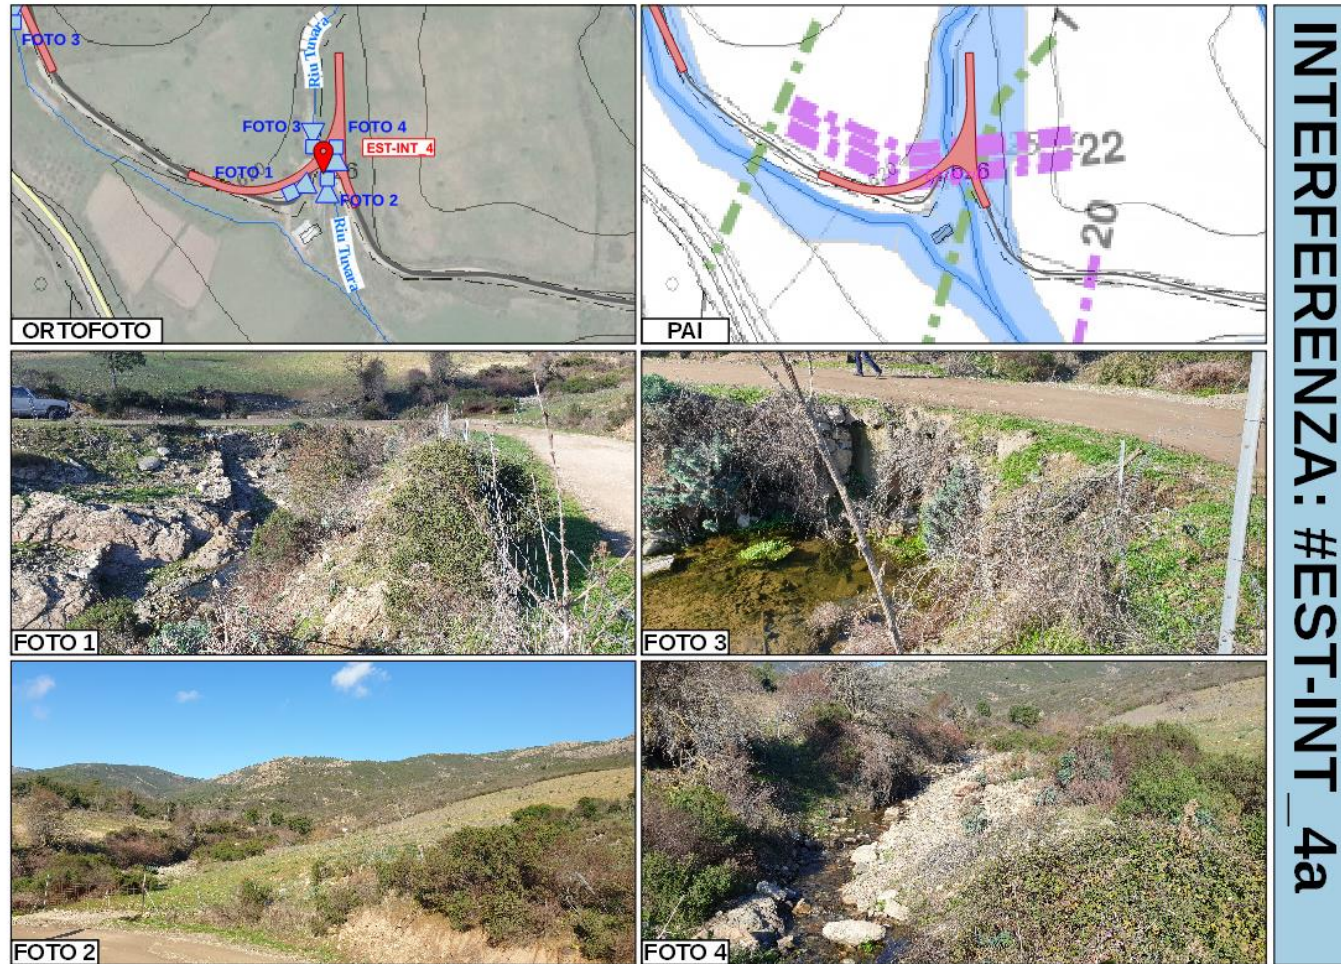 FOTO 3
Riu Tuvara
FOTO 3
FOTO 4
EST-INT_4
FOTO 1
FOTO 2
Riu Tuvara
ORTOFOTO
22
20
PAI
INTERFERENZA: #EST-INT_4a
FOTO 1
FOTO 3
FOTO 2
FOTO 4